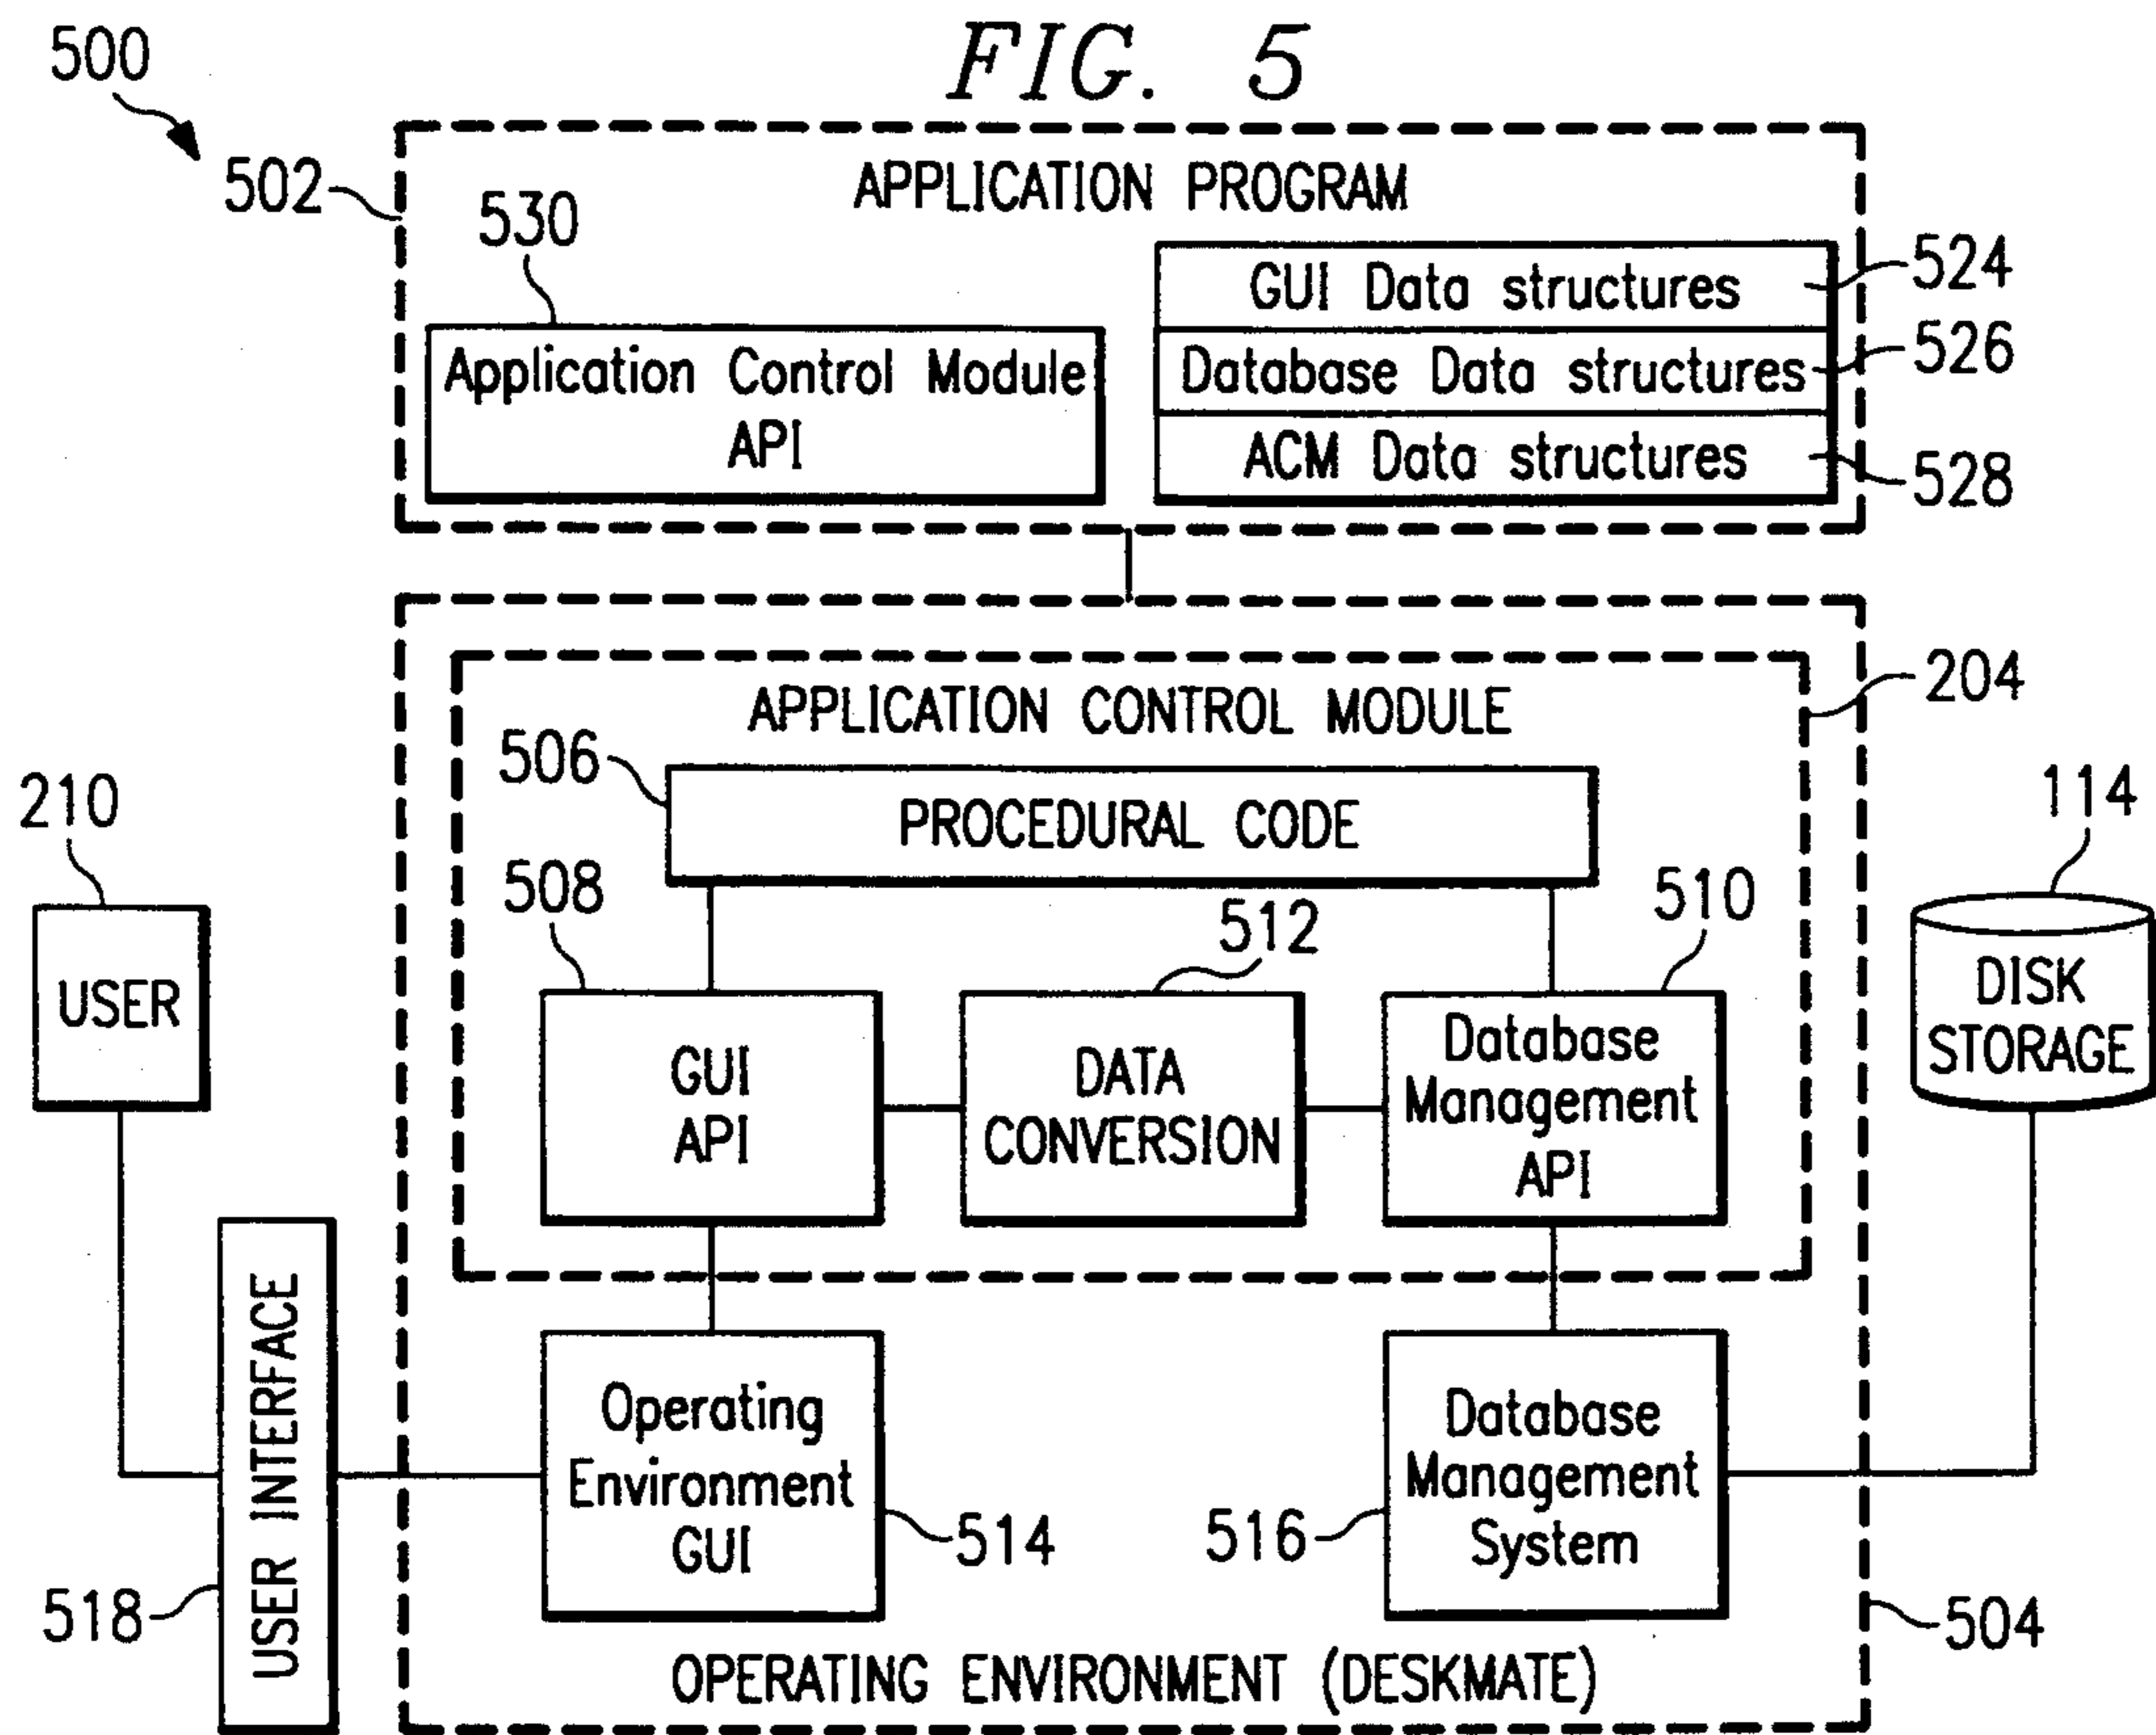 FIG. 5
500
502
APPLICATION PROGRAM
530
Application Control Module
API
GUI Data structures
524
Database Data structures
526
ACM Data structures
528
APPLICATION CONTROL MODULE
204
506
PROCEDURAL CODE
210
USER
508
GUI
API
512
DATA
CONVERSION
510
Database
Management
API
114
DISK
STORAGE
USER INTERFACE
518
Operating
Environment
GUI
514
516
Database
Management
System
504
OPERATING ENVIRONMENT (DESKMATE)